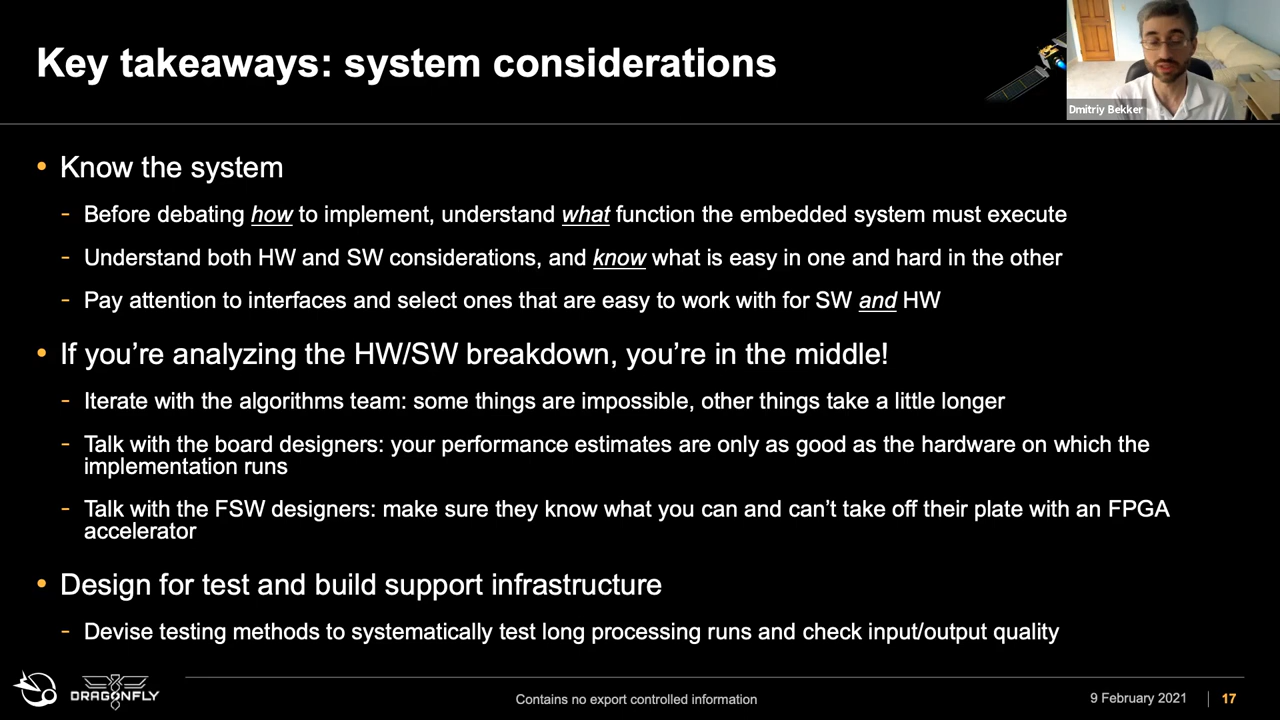 Key takeaways: system considerations
Dmitriy Bekker
• Know the system
- Before debating how to implement, understand what function the embedded system must execute
- Understand both HW and SW considerations, and know what is easy in one and hard in the other
- Pay attention to interfaces and select ones that are easy to work with for SW and HW
• If you’re analyzing the HW/SW breakdown, you’re in the middle!
- Iterate with the algorithms team: some things are impossible, other things take a little longer
- Talk with the board designers: your performance estimates are only as good as the hardware on which the
implementation runs
- Talk with the FSW designers: make sure they know what you can and can’t take off their plate with an FPGA
accelerator
• Design for test and build support infrastructure
- Devise testing methods to systematically test long processing runs and check input/output quality
DRAGONFLY
Contains no export controlled information
9 February 2021
17